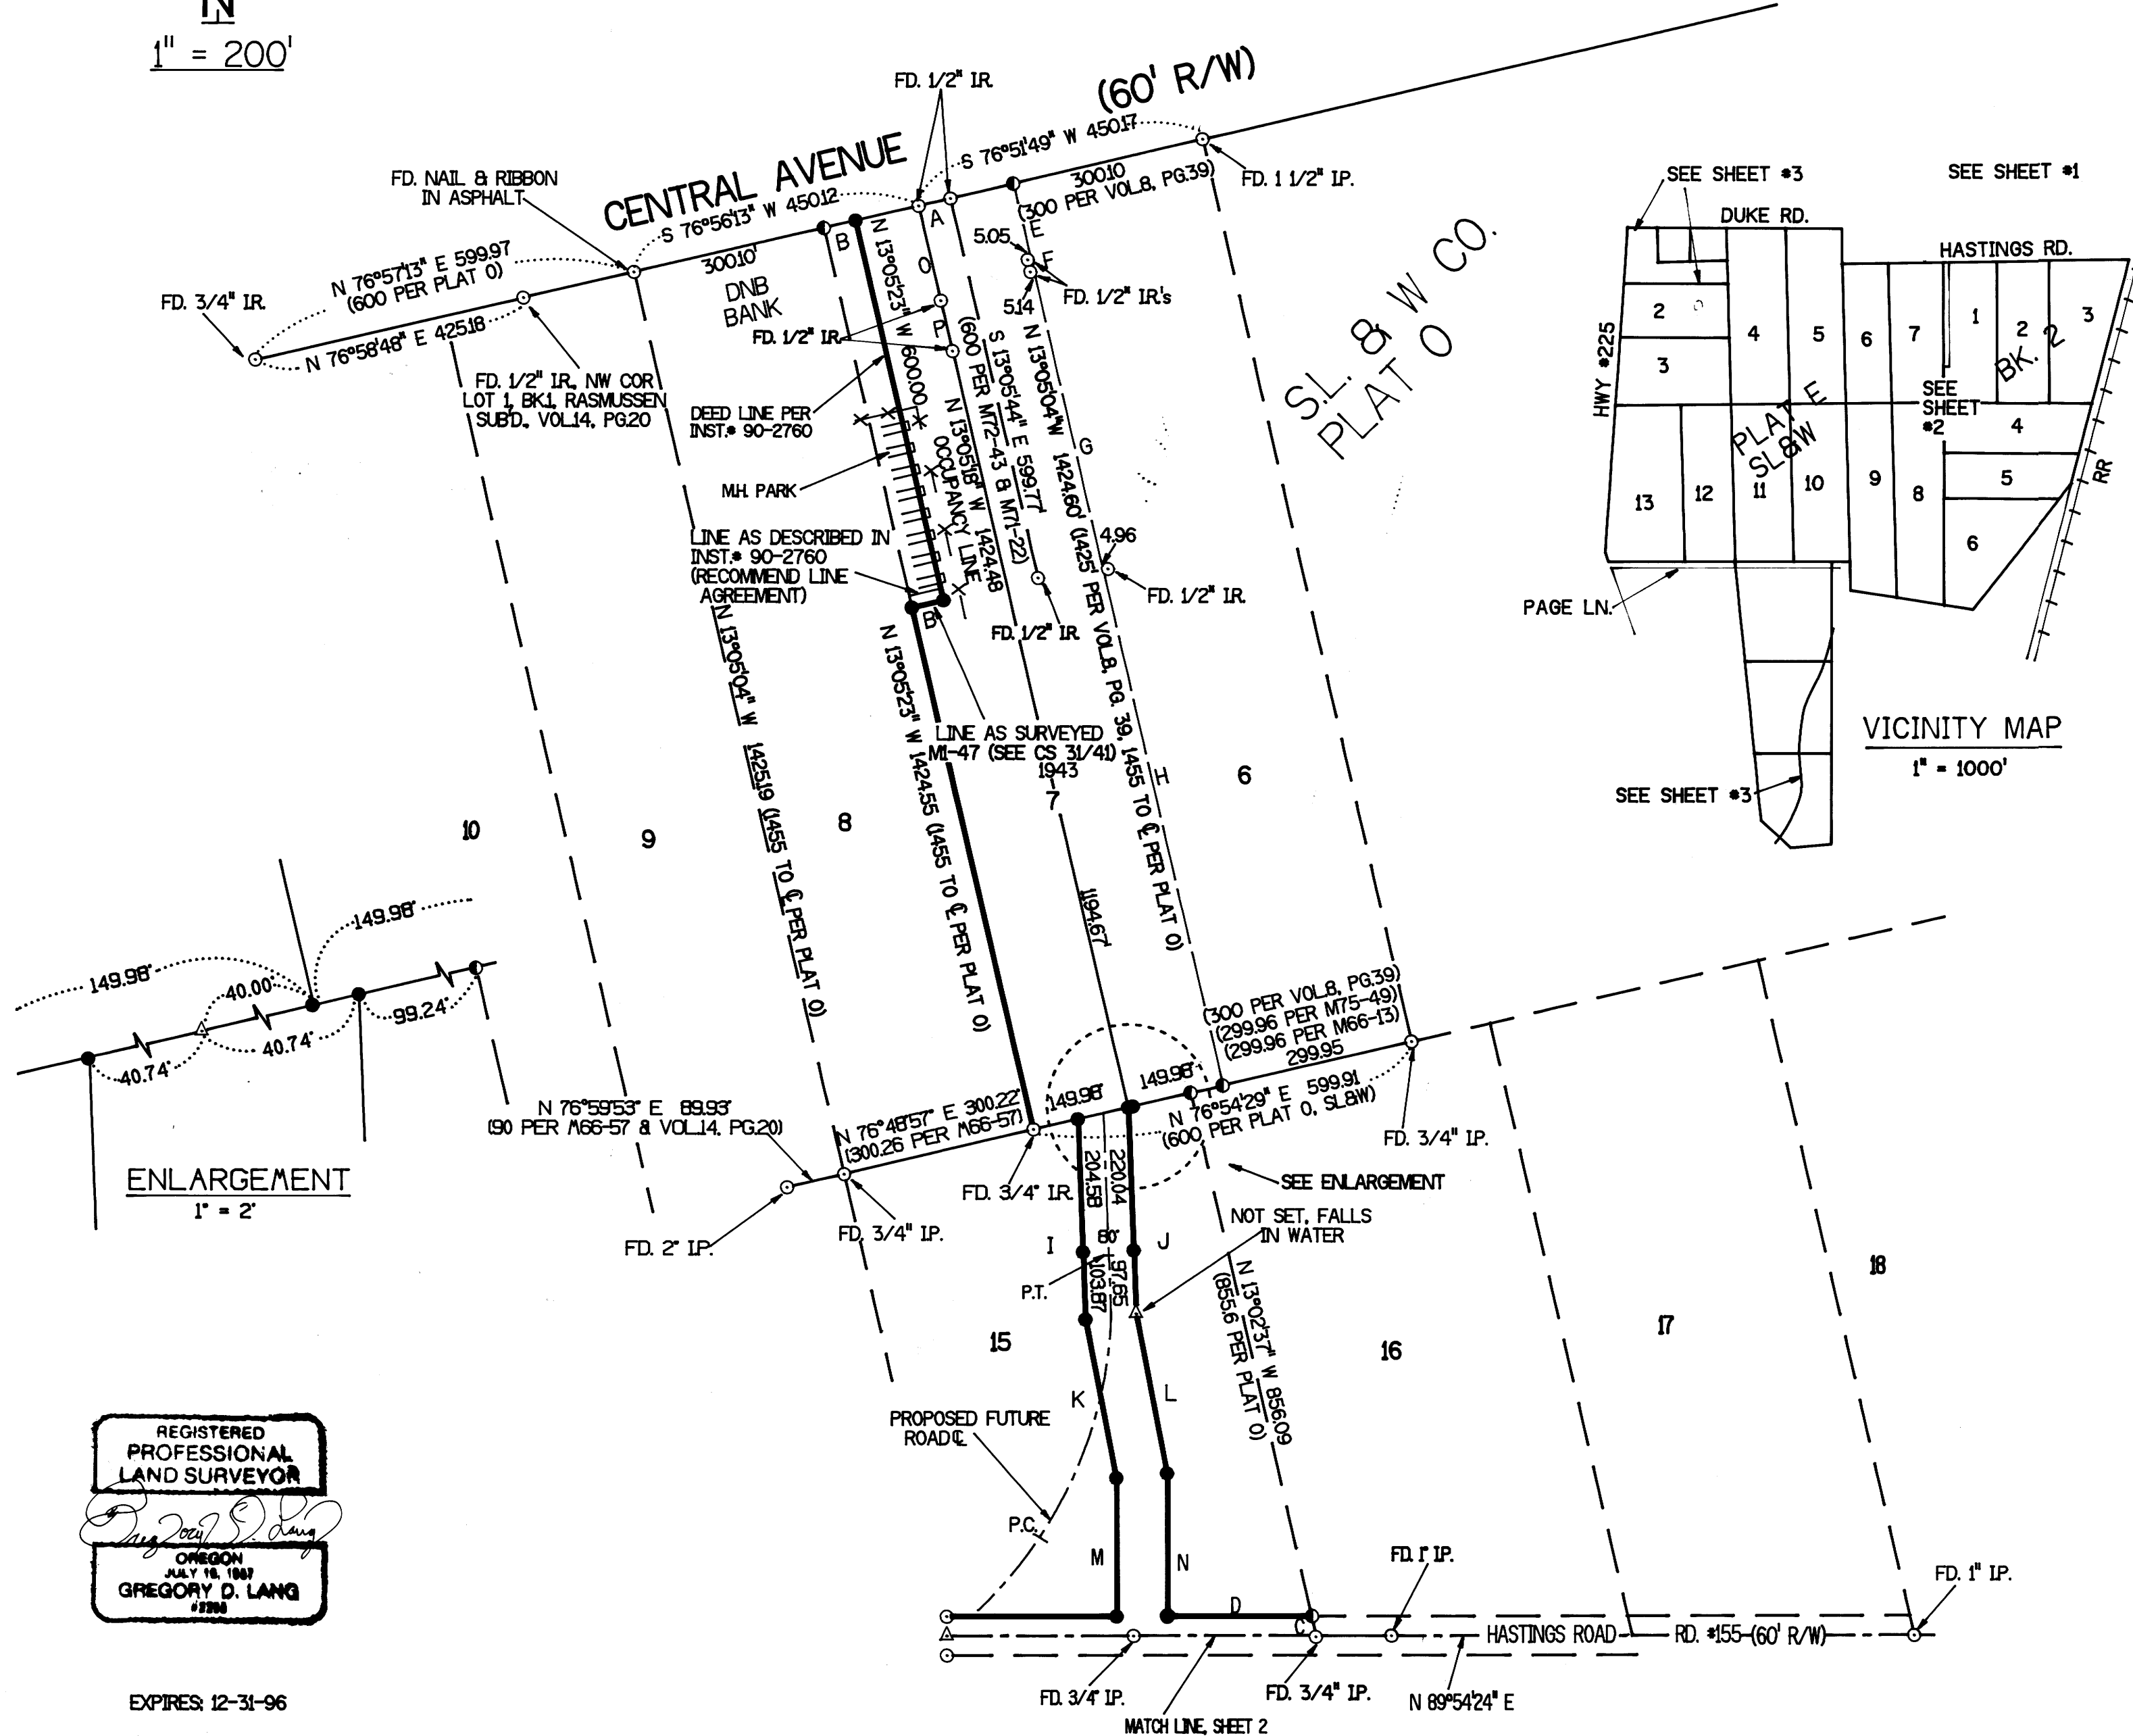 IN
1" = 200'
FD. 1/2" I.R.
(60' R/W)
CENTRAL AVENUE
S 76°51'49" W 450.17
FD. NAIL & RIBBON
IN ASPHALT
S 76°56'13" W 450.12
300.10
(300 PER VOL.8, PG.39)
FD. 1 1/2" I.P.
N 76°57'13" E 599.97
(600 PER PLAT O)
300.10'
DNB
BANK
B
A
E
F
5.05
5.14
FD. 1/2" I.R.'s
FD. 3/4" I.R.
N 76°58'48" E 425.18
FD. 1/2" I.R.
O
P
FD. 1/2" I.R., NW COR
LOT 1, BK.1, RASMUSSEN
SUB'D., VOL.14, PG.20
DEED LINE PER
INST.# 90-2760
M.H. PARK
LINE AS DESCRIBED IN
INST.# 90-2760
(RECOMMEND LINE
AGREEMENT)
N 13°05'23" W 600.00
OCCUPANCY LINE
N 13°05'18" W 1424.48
S 13°05'44" E 599.77
(600 PER M72-43 & M71-22)
N 13°05'04" W 1424.60' (1425' PER VOL.8, PG. 39, 1455 TO ℄ PER PLAT O)
G
4.96
FD. 1/2" I.R.
FD. 1/2" I.R.
B
H
S.L. & W CO.
PLAT O
N 13°05'04" W 1425.19 (1455 TO ℄ PER PLAT O)
N 13°05'23" W 1424.55 (1455 TO ℄ PER PLAT O)
LINE AS SURVEYED
M1-47 (SEE CS 31/41)
1943
10
9
8
7
6
1194.67'
SEE SHEET #3
SEE SHEET #1
DUKE RD.
HASTINGS RD.
HWY #225
2
3
4
5
6
7
1
2
3
BK. 2
SEE
SHEET
#2
PLAT E
SL&W
4
5
6
13
12
11
10
9
8
RR
PAGE LN.
SEE SHEET #3
VICINITY MAP
1" = 1000'
149.98'
149.98'
40.00'
40.74'
40.74'
99.24'
ENLARGEMENT
1" = 2'
N 76°59'53" E 89.93'
(90 PER M66-57 & VOL.14, PG.20)
N 76°48'57" E 300.22'
(300.26 PER M66-57)
149.98'
149.98'
(300 PER VOL.8, PG.39)
(299.96 PER M75-49)
(299.96 PER M66-13)
299.95
N 76°54'29" E 599.91
(600 PER PLAT O, SL&W)
FD. 3/4" I.P.
FD. 2" I.P.
FD. 3/4" I.P.
FD. 3/4" I.R.
SEE ENLARGEMENT
NOT SET, FALLS
IN WATER
204.58
220.04
80'
I
J
P.T.
103.87
97.65
N 13°02'37" W 856.09
(855.6 PER PLAT O)
15
16
17
18
K
L
PROPOSED FUTURE
ROAD ℄
P.C.
M
N
D
C
FD. 1" I.P.
FD. 1" I.P.
HASTINGS ROAD
RD. #155 (60' R/W)
FD. 3/4" I.P.
FD. 3/4" I.P.
N 89°54'24" E
MATCH LINE, SHEET 2
REGISTERED
PROFESSIONAL
LAND SURVEYOR
Gregory D. Lang
OREGON
GREGORY D. LANG
EXPIRES: 12-31-96